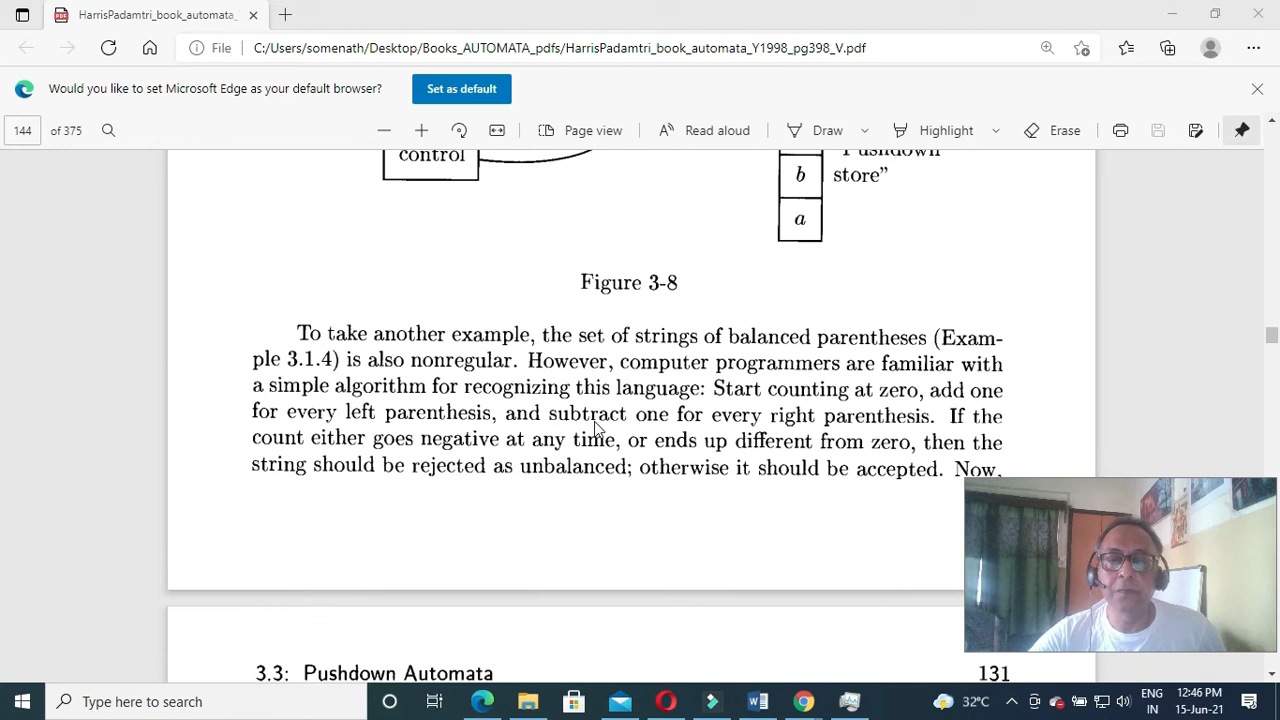 HarrisPadamtri_book_automata_
File
C:/Users/somenath/Desktop/Books_AUTOMATA_pdfs/HarrisPadamtri_book_automata_Y1998_pg398_V.pdf
Would you like to set Microsoft Edge as your default browser?
Set as default
144 of 375
Page view
Read aloud
Draw
Highlight
Erase
control
"Pushdown
b
store"
a
Figure 3-8
To take another example, the set of strings of balanced parentheses (Exam-
ple 3.1.4) is also nonregular. However, computer programmers are familiar with
a simple algorithm for recognizing this language: Start counting at zero, add one
for every left parenthesis, and subtract one for every right parenthesis. If the
count either goes negative at any time, or ends up different from zero, then the
string should be rejected as unbalanced; otherwise it should be accepted. Now,
3.3: Pushdown Automata 131
Type here to search
32°C
ENG
IN
12:46 PM
15-Jun-21